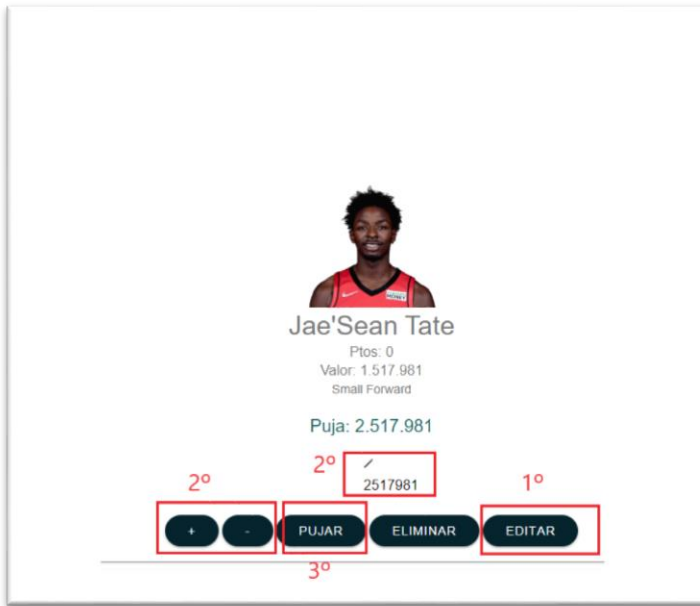 Jae'Sean Tate
Ptos: 0
Valor: 1.517.981
Small Forward
Puja: 2.517.981
2º 2º 1º
2517981
+ - PUJAR ELIMINAR EDITAR
3º